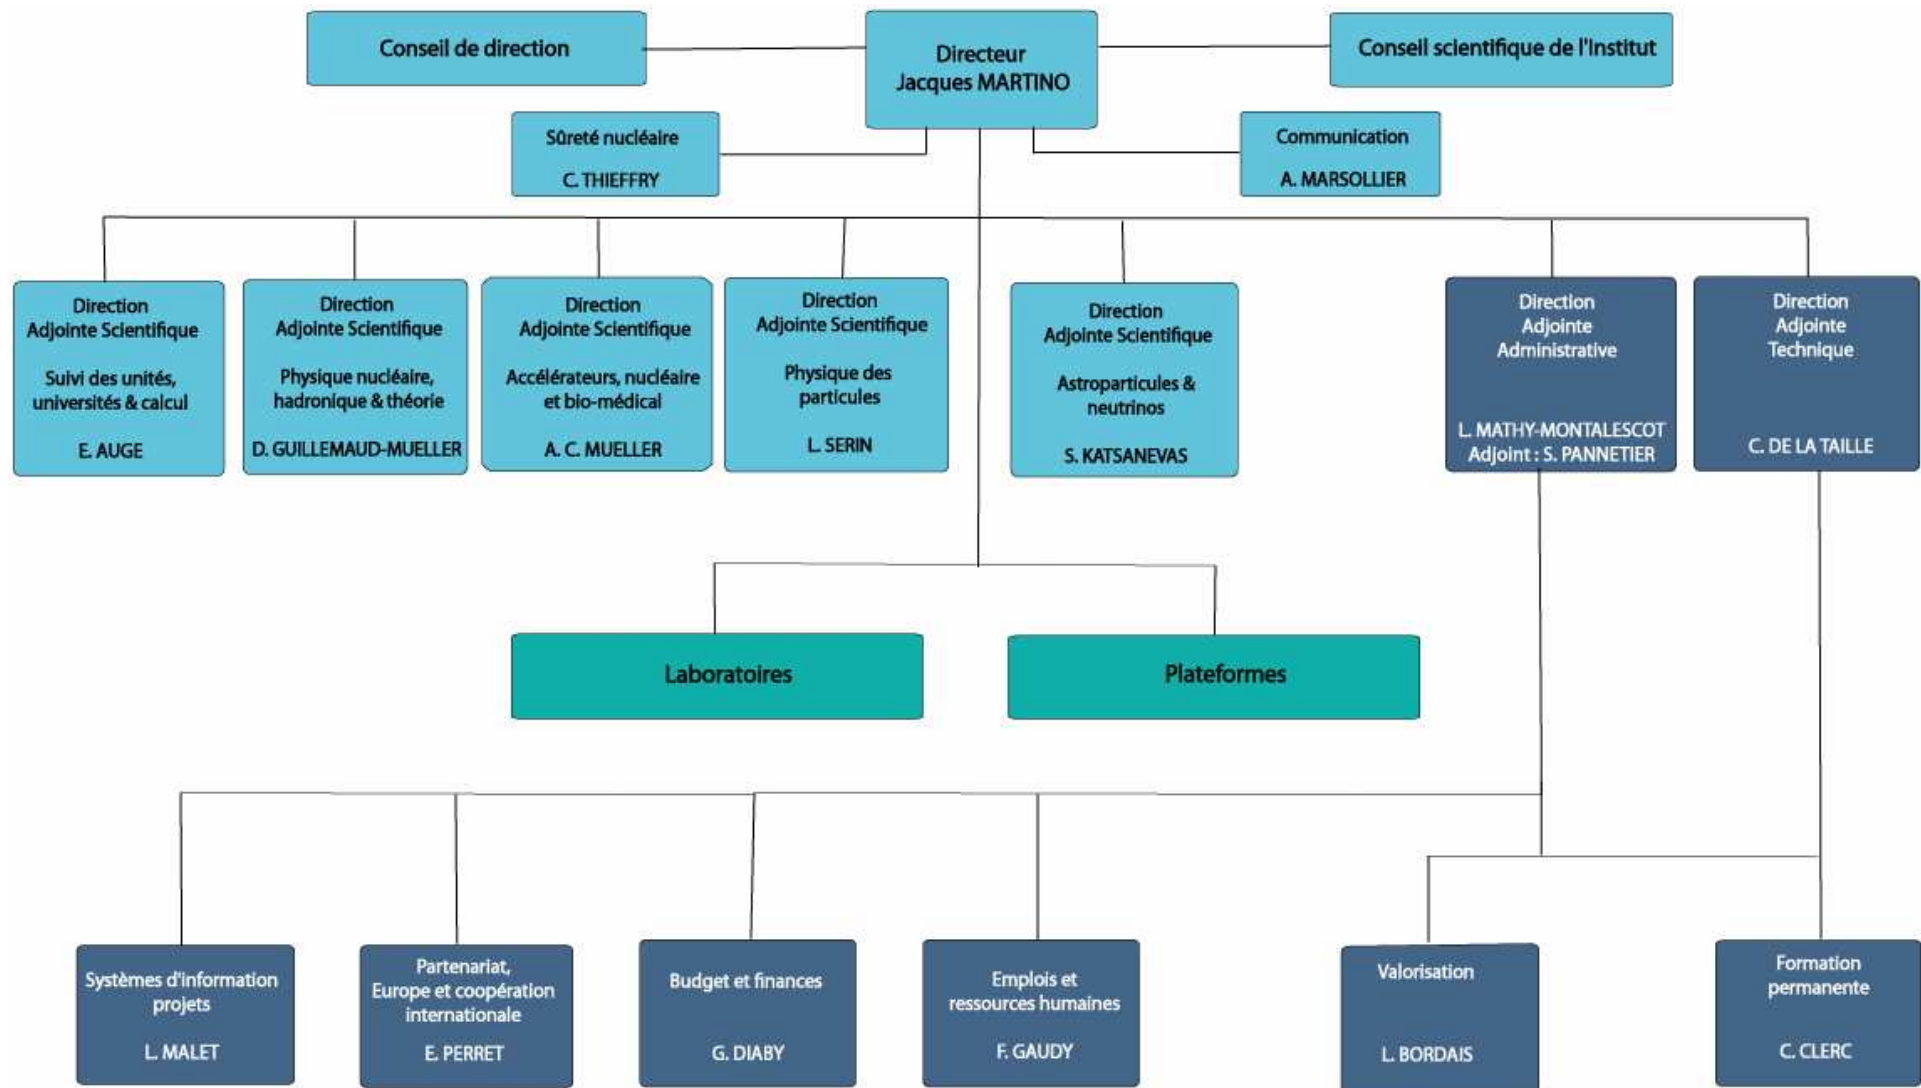 Conseil de direction
Directeur
Jacques MARTINO
Conseil scientifique de l'Institut
Sûreté nucléaire
C. THIEFFRY
Communication
A. MARSOLLIER
Direction
Adjointe Scientifique
Suivi des unités,
universités & calcul
E. AUGE
Direction
Adjointe Scientifique
Physique nucléaire,
hadronique & théorie
D. GUILLEMAUD-MUELLER
Direction
Adjointe Scientifique
Accélérateurs, nucléaire
et bio-médical
A. C. MUELLER
Direction
Adjointe Scientifique
Physique des
particules
L. SERIN
Direction
Adjointe Scientifique
Astroparticules &
neutrinos
S. KATSANEVAS
Direction
Adjointe
Administrative
L. MATHY-MONTALESCOT
Adjoint : S. PANNETIER
Direction
Adjointe
Technique
C. DE LA TAILLE
Laboratoires
Plateformes
Systèmes d'information
projets
L. MALET
Partenariat,
Europe et coopération
internationale
E. PERRET
Budget et finances
G. DIABY
Emplois et
ressources humaines
F. GAUDY
Valorisation
L. BORDAIS
Formation
permanente
C. CLERC